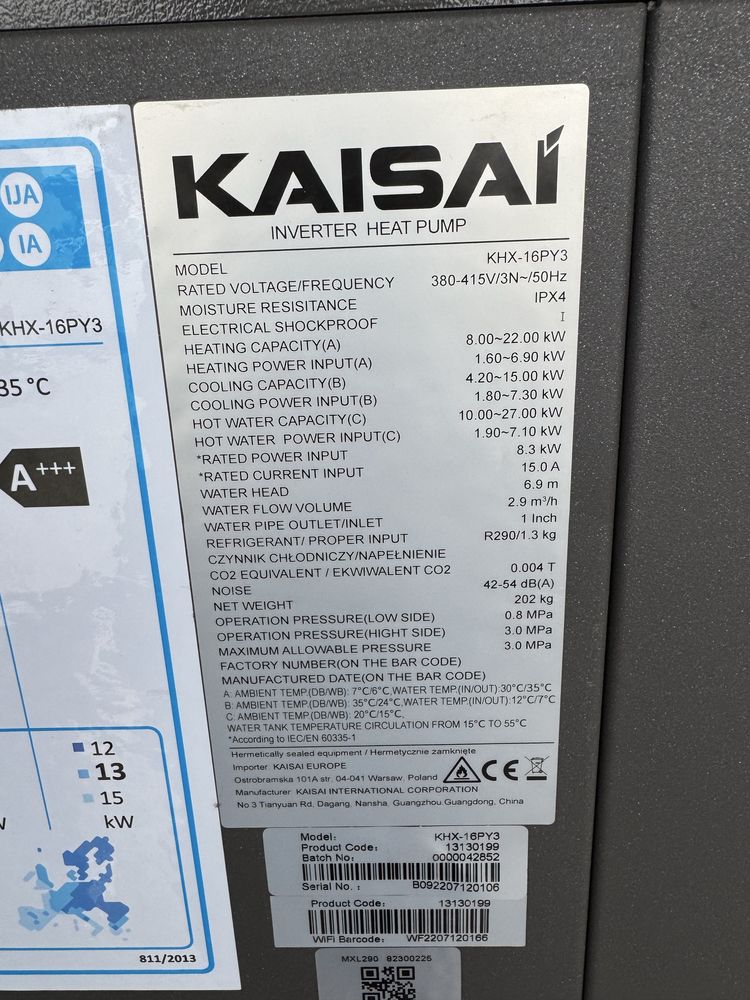 IJA
IA
KHX-16PY3
35 °C
A+++
12
13
15
kW
811/2013
KAISAI
INVERTER HEAT PUMP
MODEL KHX-16PY3
RATED VOLTAGE/FREQUENCY 380-415V/3N~/50Hz
MOISTURE RESISITANCE IPX4
ELECTRICAL SHOCKPROOF I
HEATING CAPACITY(A) 8.00~22.00 kW
HEATING POWER INPUT(A) 1.60~6.90 kW
COOLING CAPACITY(B) 4.20~15.00 kW
COOLING POWER INPUT(B) 1.80~7.30 kW
HOT WATER CAPACITY(C) 10.00~27.00 kW
HOT WATER POWER INPUT(C) 1.90~7.10 kW
*RATED POWER INPUT 8.3 kW
*RATED CURRENT INPUT 15.0 A
WATER HEAD 6.9 m
WATER FLOW VOLUME 2.9 m³/h
WATER PIPE OUTLET/INLET 1 Inch
REFRIGERANT/ PROPER INPUT R290/1.3 kg
CZYNNIK CHŁODNICZY/NAPEŁNIENIE
CO2 EQUIVALENT / EKWIWALENT CO2 0.004 T
NOISE 42-54 dB(A)
NET WEIGHT 202 kg
OPERATION PRESSURE(LOW SIDE) 0.8 MPa
OPERATION PRESSURE(HIGHT SIDE) 3.0 MPa
MAXIMUM ALLOWABLE PRESSURE 3.0 MPa
FACTORY NUMBER(ON THE BAR CODE)
MANUFACTURED DATE(ON THE BAR CODE)
A: AMBIENT TEMP.(DB/WB): 7°C/6°C,WATER TEMP.(IN/OUT):30°C/35°C
B: AMBIENT TEMP.(DB/WB): 35°C/24°C,WATER TEMP.(IN/OUT):12°C/7°C
C: AMBIENT TEMP.(DB/WB): 20°C/15°C,
WATER TANK TEMPERATURE CIRCULATION FROM 15°C TO 55°C
*According to IEC/EN 60335-1
Hermetically sealed equipment / Hermetycznie zamknięte
Importer: KAISAI EUROPE
Ostrobramska 101A str. 04-041 Warsaw, Poland
CE
Manufacturer: KAISAI INTERNATIONAL CORPORATION
No 3 Tianyuan Rd, Dagang, Nansha, Guangzhou,Guangdong, China
Model: KHX-16PY3
Product Code: 13130199
Batch No: 0000042852
Serial No. : B092207120106
Product Code: 13130199
WiFi Barcode: WF2207120166
MXL290 82300225